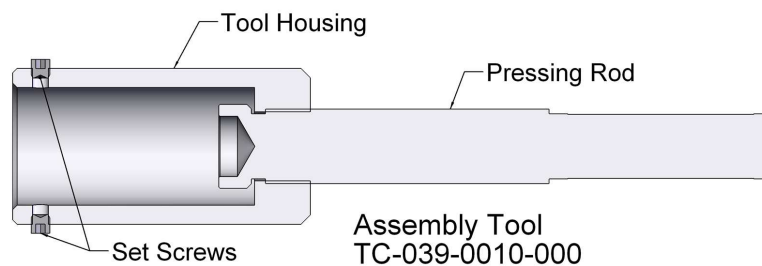 Tool Housing
Pressing Rod
Set Screws
Assembly Tool
TC-039-0010-000